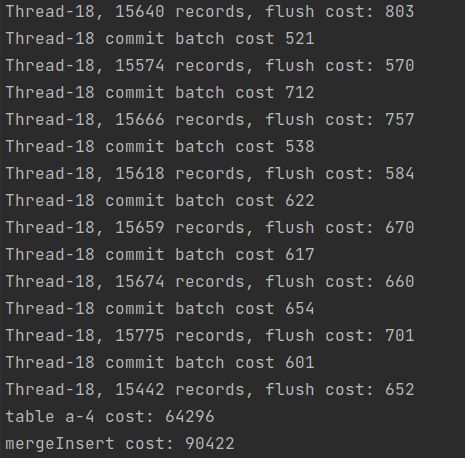 Thread-18, 15640 records, flush cost: 803
Thread-18 commit batch cost 521
Thread-18, 15574 records, flush cost: 570
Thread-18 commit batch cost 712
Thread-18, 15666 records, flush cost: 757
Thread-18 commit batch cost 538
Thread-18, 15618 records, flush cost: 584
Thread-18 commit batch cost 622
Thread-18, 15659 records, flush cost: 670
Thread-18 commit batch cost 617
Thread-18, 15674 records, flush cost: 660
Thread-18 commit batch cost 654
Thread-18, 15775 records, flush cost: 701
Thread-18 commit batch cost 601
Thread-18, 15442 records, flush cost: 652
table a-4 cost: 64296
mergeInsert cost: 90422